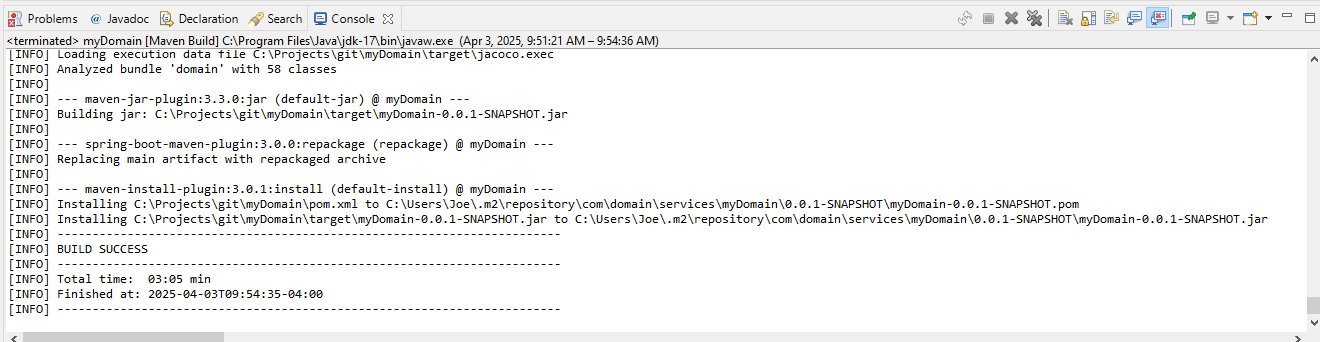 Problems @ Javadoc Declaration Search Console
<terminated> myDomain [Maven Build] C:\Program Files\Java\jdk-17\bin\javaw.exe (Apr 3, 2025, 9:51:21 AM – 9:54:36 AM)
[INFO] Loading execution data file C:\Projects\git\myDomain\target\jacoco.exec
[INFO] Analyzed bundle 'domain' with 58 classes
[INFO]
[INFO] --- maven-jar-plugin:3.3.0:jar (default-jar) @ myDomain ---
[INFO] Building jar: C:\Projects\git\myDomain\target\myDomain-0.0.1-SNAPSHOT.jar
[INFO]
[INFO] --- spring-boot-maven-plugin:3.0.0:repackage (repackage) @ myDomain ---
[INFO] Replacing main artifact with repackaged archive
[INFO]
[INFO] --- maven-install-plugin:3.0.1:install (default-install) @ myDomain ---
[INFO] Installing C:\Projects\git\myDomain\pom.xml to C:\Users\Joe\.m2\repository\com\domain\services\myDomain\0.0.1-SNAPSHOT\myDomain-0.0.1-SNAPSHOT.pom
[INFO] Installing C:\Projects\git\myDomain\target\myDomain-0.0.1-SNAPSHOT.jar to C:\Users\Joe\.m2\repository\com\domain\services\myDomain\0.0.1-SNAPSHOT\myDomain-0.0.1-SNAPSHOT.jar
[INFO] ------------------------------------------------------------------------
[INFO] BUILD SUCCESS
[INFO] ------------------------------------------------------------------------
[INFO] Total time:  03:05 min
[INFO] Finished at: 2025-04-03T09:54:35-04:00
[INFO] ------------------------------------------------------------------------